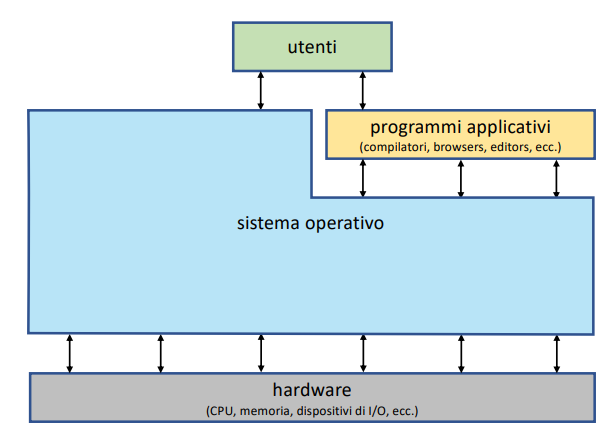 utenti
programmi applicativi
(compilatori, browsers, editors, ecc.)
sistema operativo
hardware
(CPU, memoria, dispositivi di I/O, ecc.)